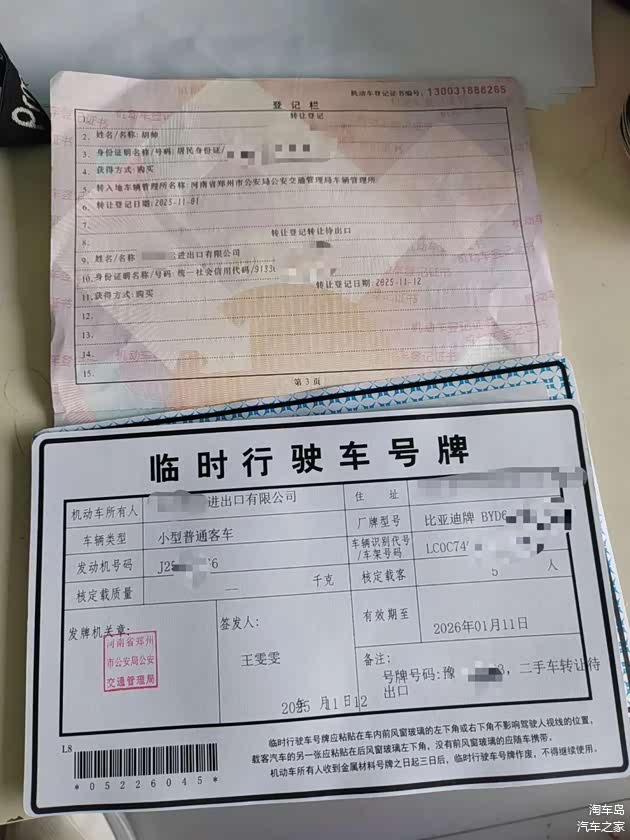 机动车登记证书编号: 130031886265
登记栏
1. 转让登记
2. 姓名/名称: 胡帅
3. 身份证明名称/号码: 居民身份证/
4. 获得方式: 购买
5. 转入地车辆管理所名称: 河南省郑州市公安局公安交通管理局车辆管理所
6. 转让登记日期: 2025-11-01
7.
8. 转让登记转让待出口
9. 姓名/名称: 进出口有限公司
10. 身份证明名称/号码: 统一社会信用代码/9133
11. 获得方式: 购买 转让登记日期: 2025-11-12
12.
13.
14.
15.
第 3 页
临时行驶车号牌
机动车所有人 进出口有限公司 住 址
车辆类型 小型普通客车 厂牌型号 比亚迪牌 BYD6
发动机号码 J25 6 车辆识别代号/车架号码 LC0C74
核定载质量 — 千克 核定载客 5 人
发牌机关章: 签发人: 有效期至 2026年01月11日
河南省郑州
市公安局公安
交通管理局
王雯雯
备注:
号牌号码: 豫 3, 二手车转让待
出口
2025年11月12日
L8
*05226045*
临时行驶车号牌应粘贴在车内前风窗玻璃的左下角或右下角不影响驾驶人视线的位置,
载客汽车的另一张应粘贴在后风窗玻璃左下角, 没有前风窗玻璃的应随车携带。
机动车所有人收到金属材料号牌之日起三日后, 临时行驶车号牌作废, 不得继续使用。
淘车岛
汽车之家